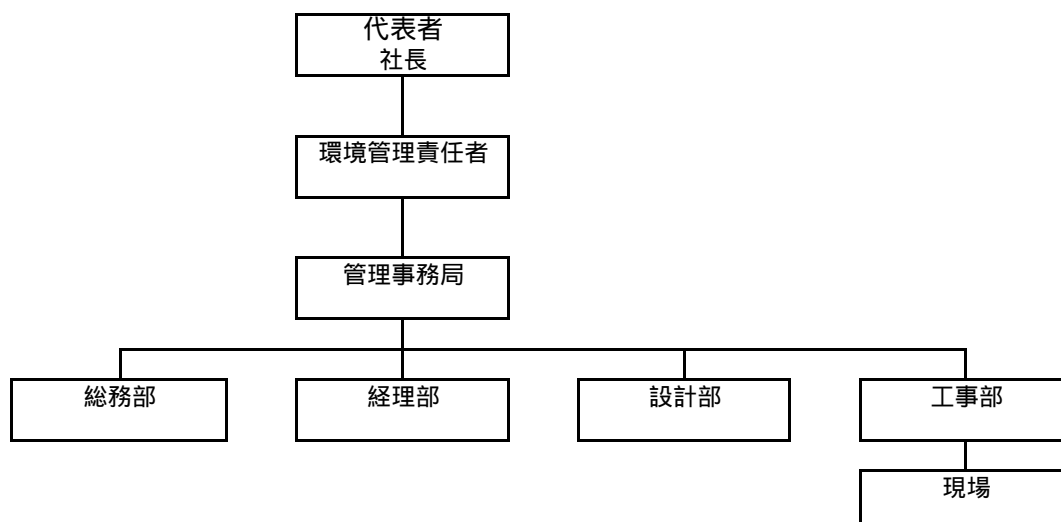 代表者
社長
環境管理責任者
管理事務局
総務部
経理部
設計部
工事部
現場